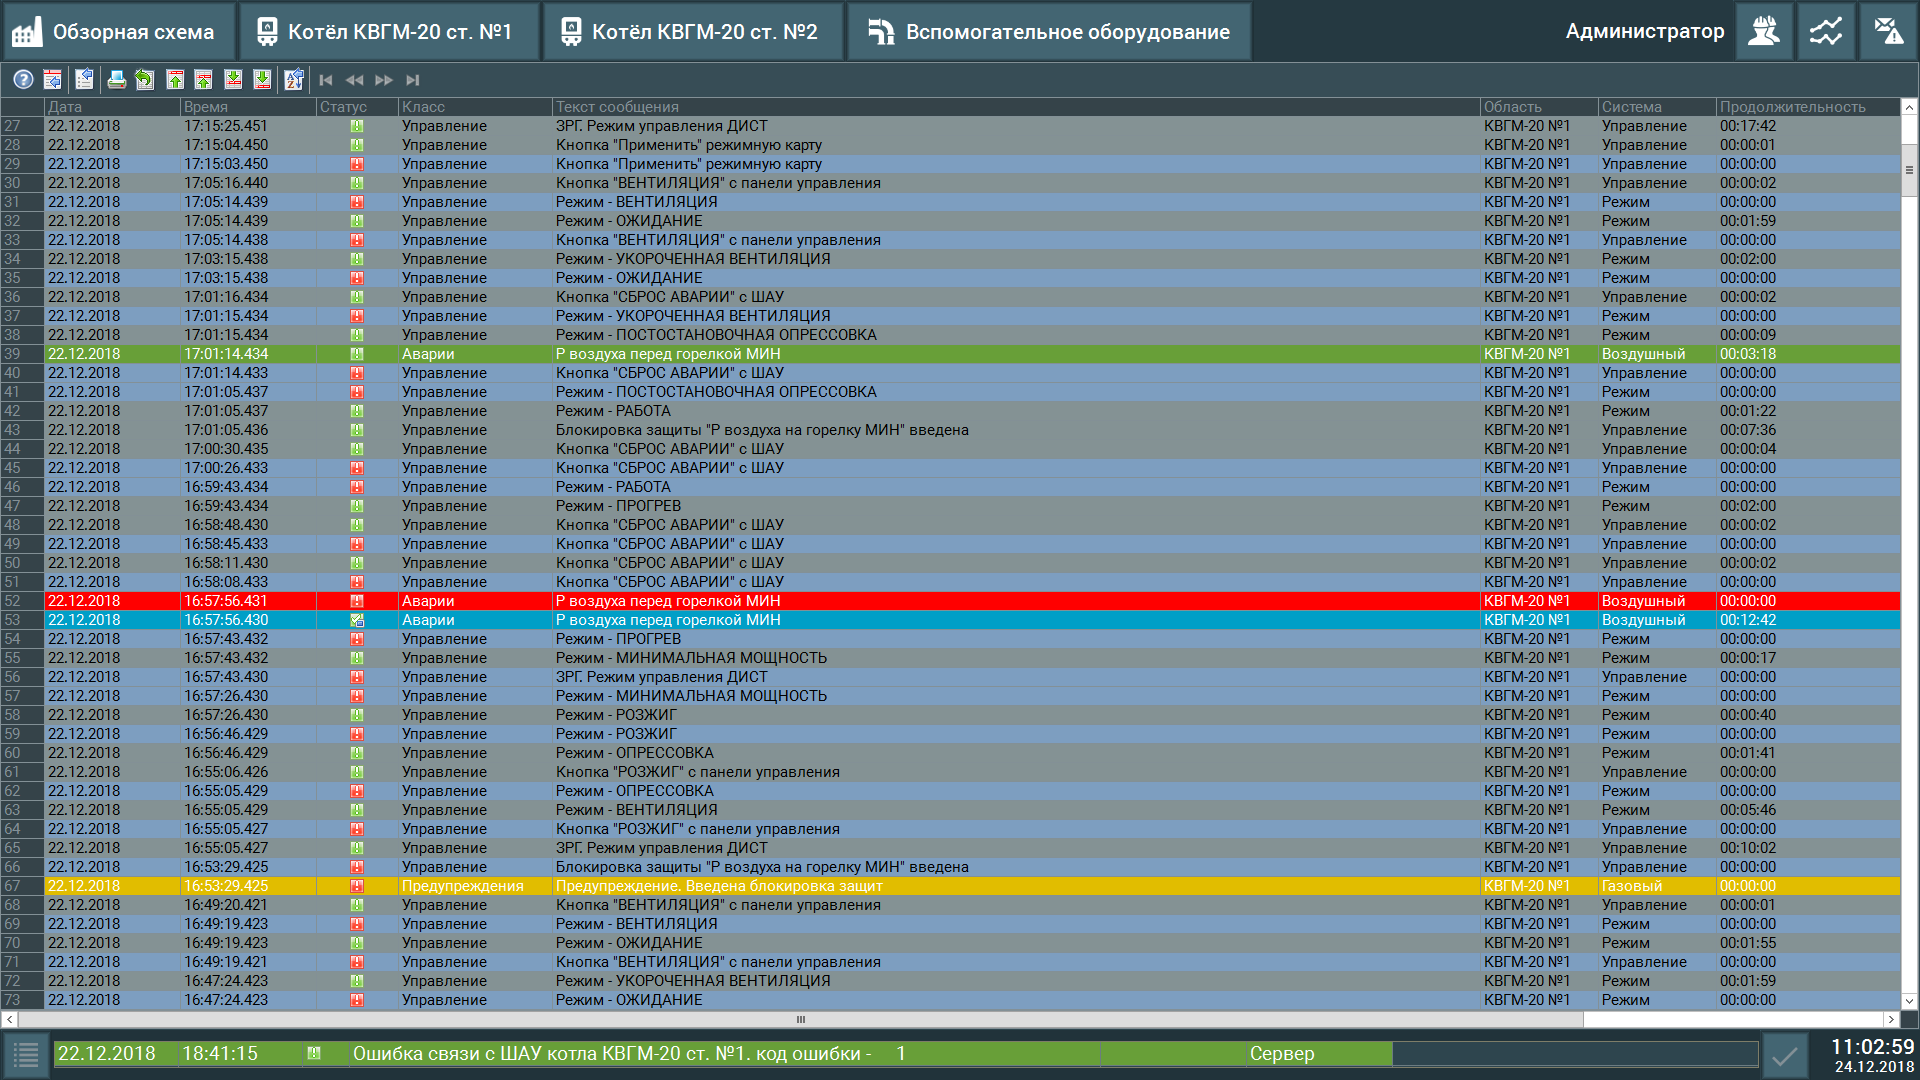 Обзорная схема Котёл КВГМ-20 ст. №1 Котёл КВГМ-20 ст. №2 Вспомогательное оборудование Администратор
Дата Время Статус Класс Текст сообщения Область Система Продолжительность
27 22.12.2018 17:15:25.451 Управление ЗРГ. Режим управления ДИСТ КВГМ-20 №1 Управление 00:17:42
28 22.12.2018 17:15:04.450 Управление Кнопка "Применить" режимную карту КВГМ-20 №1 Управление 00:00:01
29 22.12.2018 17:15:03.450 Управление Кнопка "Применить" режимную карту КВГМ-20 №1 Управление 00:00:00
30 22.12.2018 17:05:16.440 Управление Кнопка "ВЕНТИЛЯЦИЯ" с панели управления КВГМ-20 №1 Управление 00:00:02
31 22.12.2018 17:05:14.439 Управление Режим - ВЕНТИЛЯЦИЯ КВГМ-20 №1 Режим 00:00:00
32 22.12.2018 17:05:14.439 Управление Режим - ОЖИДАНИЕ КВГМ-20 №1 Режим 00:01:59
33 22.12.2018 17:05:14.438 Управление Кнопка "ВЕНТИЛЯЦИЯ" с панели управления КВГМ-20 №1 Управление 00:00:00
34 22.12.2018 17:03:15.438 Управление Режим - УКОРОЧЕННАЯ ВЕНТИЛЯЦИЯ КВГМ-20 №1 Режим 00:02:00
35 22.12.2018 17:03:15.438 Управление Режим - ОЖИДАНИЕ КВГМ-20 №1 Режим 00:00:00
36 22.12.2018 17:01:16.434 Управление Кнопка "СБРОС АВАРИИ" с ШАУ КВГМ-20 №1 Управление 00:00:02
37 22.12.2018 17:01:15.434 Управление Режим - УКОРОЧЕННАЯ ВЕНТИЛЯЦИЯ КВГМ-20 №1 Режим 00:00:00
38 22.12.2018 17:01:15.434 Управление Режим - ПОСТОСТАНОВОЧНАЯ ОПРЕССОВКА КВГМ-20 №1 Режим 00:00:09
39 22.12.2018 17:01:14.434 Аварии Р воздуха перед горелкой МИН КВГМ-20 №1 Воздушный 00:03:18
40 22.12.2018 17:01:14.433 Управление Кнопка "СБРОС АВАРИИ" с ШАУ КВГМ-20 №1 Управление 00:00:00
41 22.12.2018 17:01:05.437 Управление Режим - ПОСТОСТАНОВОЧНАЯ ОПРЕССОВКА КВГМ-20 №1 Режим 00:00:00
42 22.12.2018 17:01:05.437 Управление Режим - РАБОТА КВГМ-20 №1 Режим 00:01:22
43 22.12.2018 17:01:05.436 Управление Блокировка защиты "Р воздуха на горелку МИН" введена КВГМ-20 №1 Управление 00:07:36
44 22.12.2018 17:00:30.435 Управление Кнопка "СБРОС АВАРИИ" с ШАУ КВГМ-20 №1 Управление 00:00:04
45 22.12.2018 17:00:26.433 Управление Кнопка "СБРОС АВАРИИ" с ШАУ КВГМ-20 №1 Управление 00:00:00
46 22.12.2018 16:59:43.434 Управление Режим - РАБОТА КВГМ-20 №1 Режим 00:00:00
47 22.12.2018 16:59:43.434 Управление Режим - ПРОГРЕВ КВГМ-20 №1 Режим 00:02:00
48 22.12.2018 16:58:48.430 Управление Кнопка "СБРОС АВАРИИ" с ШАУ КВГМ-20 №1 Управление 00:00:02
49 22.12.2018 16:58:45.433 Управление Кнопка "СБРОС АВАРИИ" с ШАУ КВГМ-20 №1 Управление 00:00:00
50 22.12.2018 16:58:11.430 Управление Кнопка "СБРОС АВАРИИ" с ШАУ КВГМ-20 №1 Управление 00:00:02
51 22.12.2018 16:58:08.433 Управление Кнопка "СБРОС АВАРИИ" с ШАУ КВГМ-20 №1 Управление 00:00:00
52 22.12.2018 16:57:56.431 Аварии Р воздуха перед горелкой МИН КВГМ-20 №1 Воздушный 00:00:00
53 22.12.2018 16:57:56.430 Аварии Р воздуха перед горелкой МИН КВГМ-20 №1 Воздушный 00:12:42
54 22.12.2018 16:57:43.432 Управление Режим - ПРОГРЕВ КВГМ-20 №1 Режим 00:00:00
55 22.12.2018 16:57:43.432 Управление Режим - МИНИМАЛЬНАЯ МОЩНОСТЬ КВГМ-20 №1 Режим 00:00:17
56 22.12.2018 16:57:43.430 Управление ЗРГ. Режим управления ДИСТ КВГМ-20 №1 Управление 00:00:00
57 22.12.2018 16:57:26.430 Управление Режим - МИНИМАЛЬНАЯ МОЩНОСТЬ КВГМ-20 №1 Режим 00:00:00
58 22.12.2018 16:57:26.430 Управление Режим - РОЗЖИГ КВГМ-20 №1 Режим 00:00:40
59 22.12.2018 16:56:46.429 Управление Режим - РОЗЖИГ КВГМ-20 №1 Режим 00:00:00
60 22.12.2018 16:56:46.429 Управление Режим - ОПРЕССОВКА КВГМ-20 №1 Режим 00:01:41
61 22.12.2018 16:55:06.426 Управление Кнопка "РОЗЖИГ" с панели управления КВГМ-20 №1 Управление 00:00:00
62 22.12.2018 16:55:05.429 Управление Режим - ОПРЕССОВКА КВГМ-20 №1 Режим 00:00:00
63 22.12.2018 16:55:05.429 Управление Режим - ВЕНТИЛЯЦИЯ КВГМ-20 №1 Режим 00:05:46
64 22.12.2018 16:55:05.427 Управление Кнопка "РОЗЖИГ" с панели управления КВГМ-20 №1 Управление 00:00:00
65 22.12.2018 16:55:05.427 Управление ЗРГ. Режим управления ДИСТ КВГМ-20 №1 Управление 00:10:02
66 22.12.2018 16:53:29.425 Управление Блокировка защиты "Р воздуха на горелку МИН" введена КВГМ-20 №1 Управление 00:00:00
67 22.12.2018 16:53:29.425 Предупреждения Предупреждение. Введена блокировка защит КВГМ-20 №1 Газовый 00:00:00
68 22.12.2018 16:49:20.421 Управление Кнопка "ВЕНТИЛЯЦИЯ" с панели управления КВГМ-20 №1 Управление 00:00:01
69 22.12.2018 16:49:19.423 Управление Режим - ВЕНТИЛЯЦИЯ КВГМ-20 №1 Режим 00:00:00
70 22.12.2018 16:49:19.423 Управление Режим - ОЖИДАНИЕ КВГМ-20 №1 Режим 00:01:55
71 22.12.2018 16:49:19.421 Управление Кнопка "ВЕНТИЛЯЦИЯ" с панели управления КВГМ-20 №1 Управление 00:00:00
72 22.12.2018 16:47:24.423 Управление Режим - УКОРОЧЕННАЯ ВЕНТИЛЯЦИЯ КВГМ-20 №1 Режим 00:01:59
73 22.12.2018 16:47:24.423 Управление Режим - ОЖИДАНИЕ КВГМ-20 №1 Режим 00:00:00
22.12.2018 18:41:15 Ошибка связи с ШАУ котла КВГМ-20 ст. №1. код ошибки - 1 Сервер
11:02:59
24.12.2018